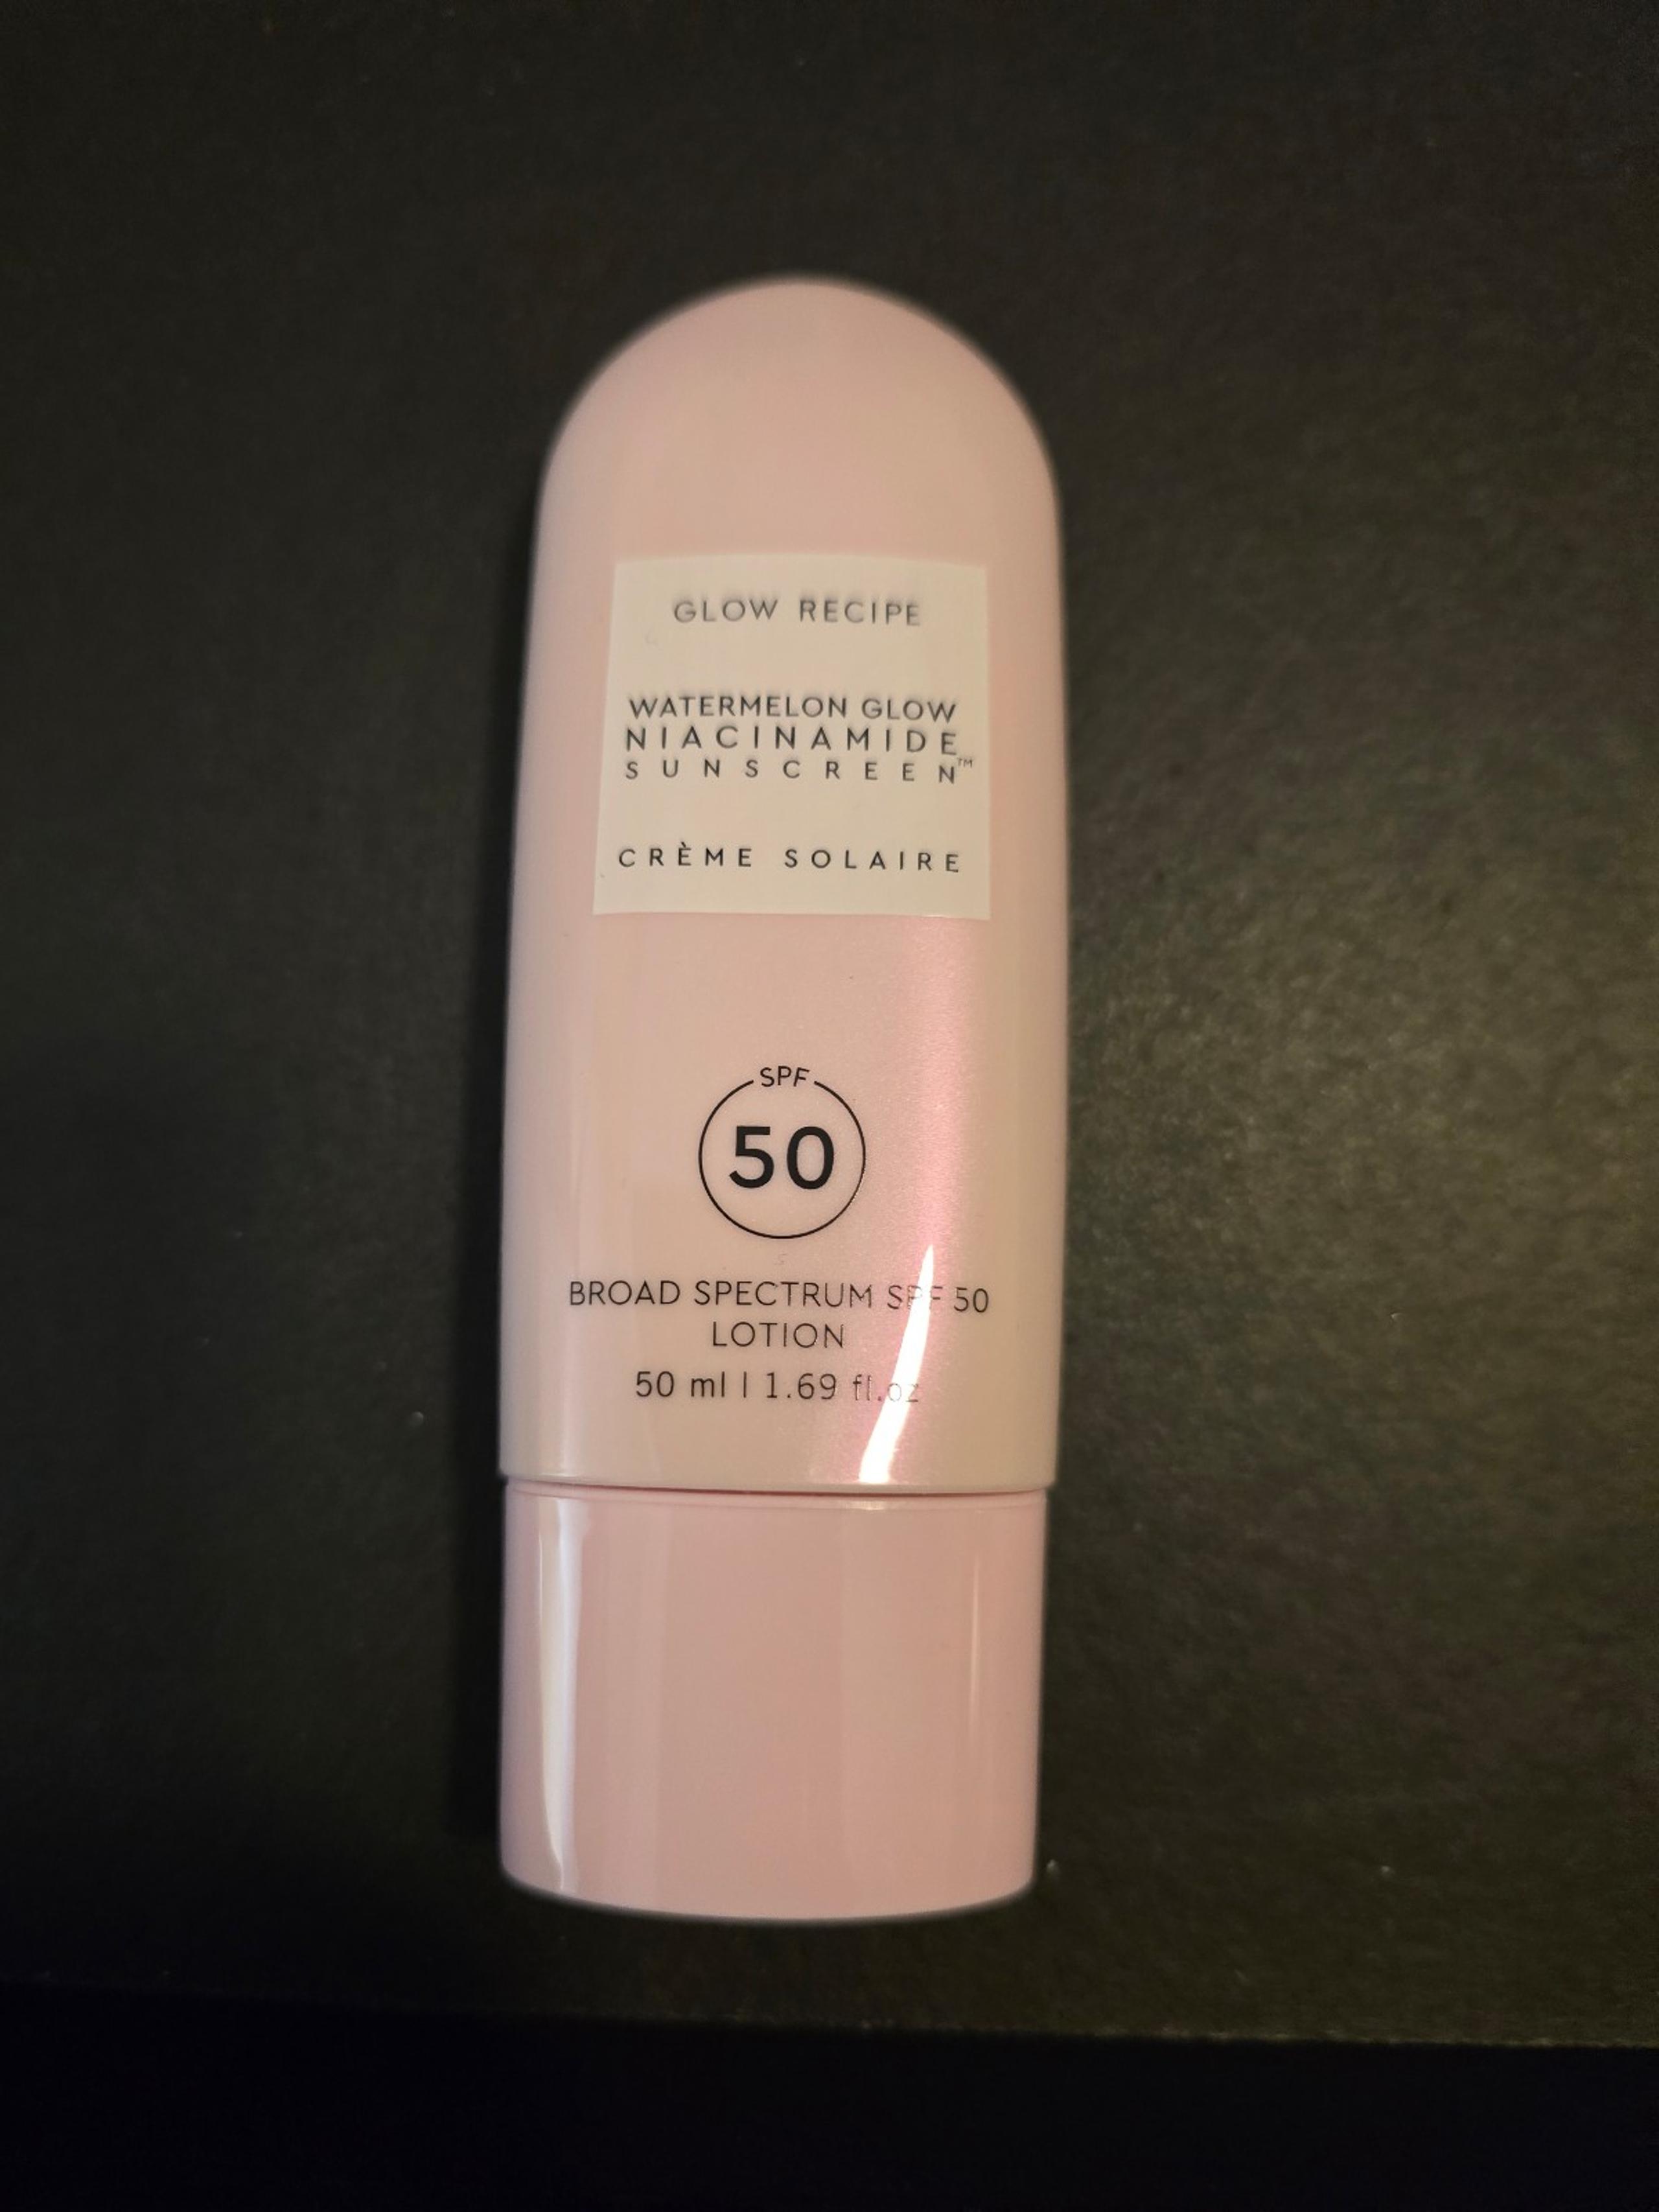 GLOW RECIPE
WATERMELON GLOW
NIACINAMIDE
SUNSCREEN™
CRÈME SOLAIRE
SPF
50
BROAD SPECTRUM SPF 50
LOTION
50 ml | 1.69 fl.oz